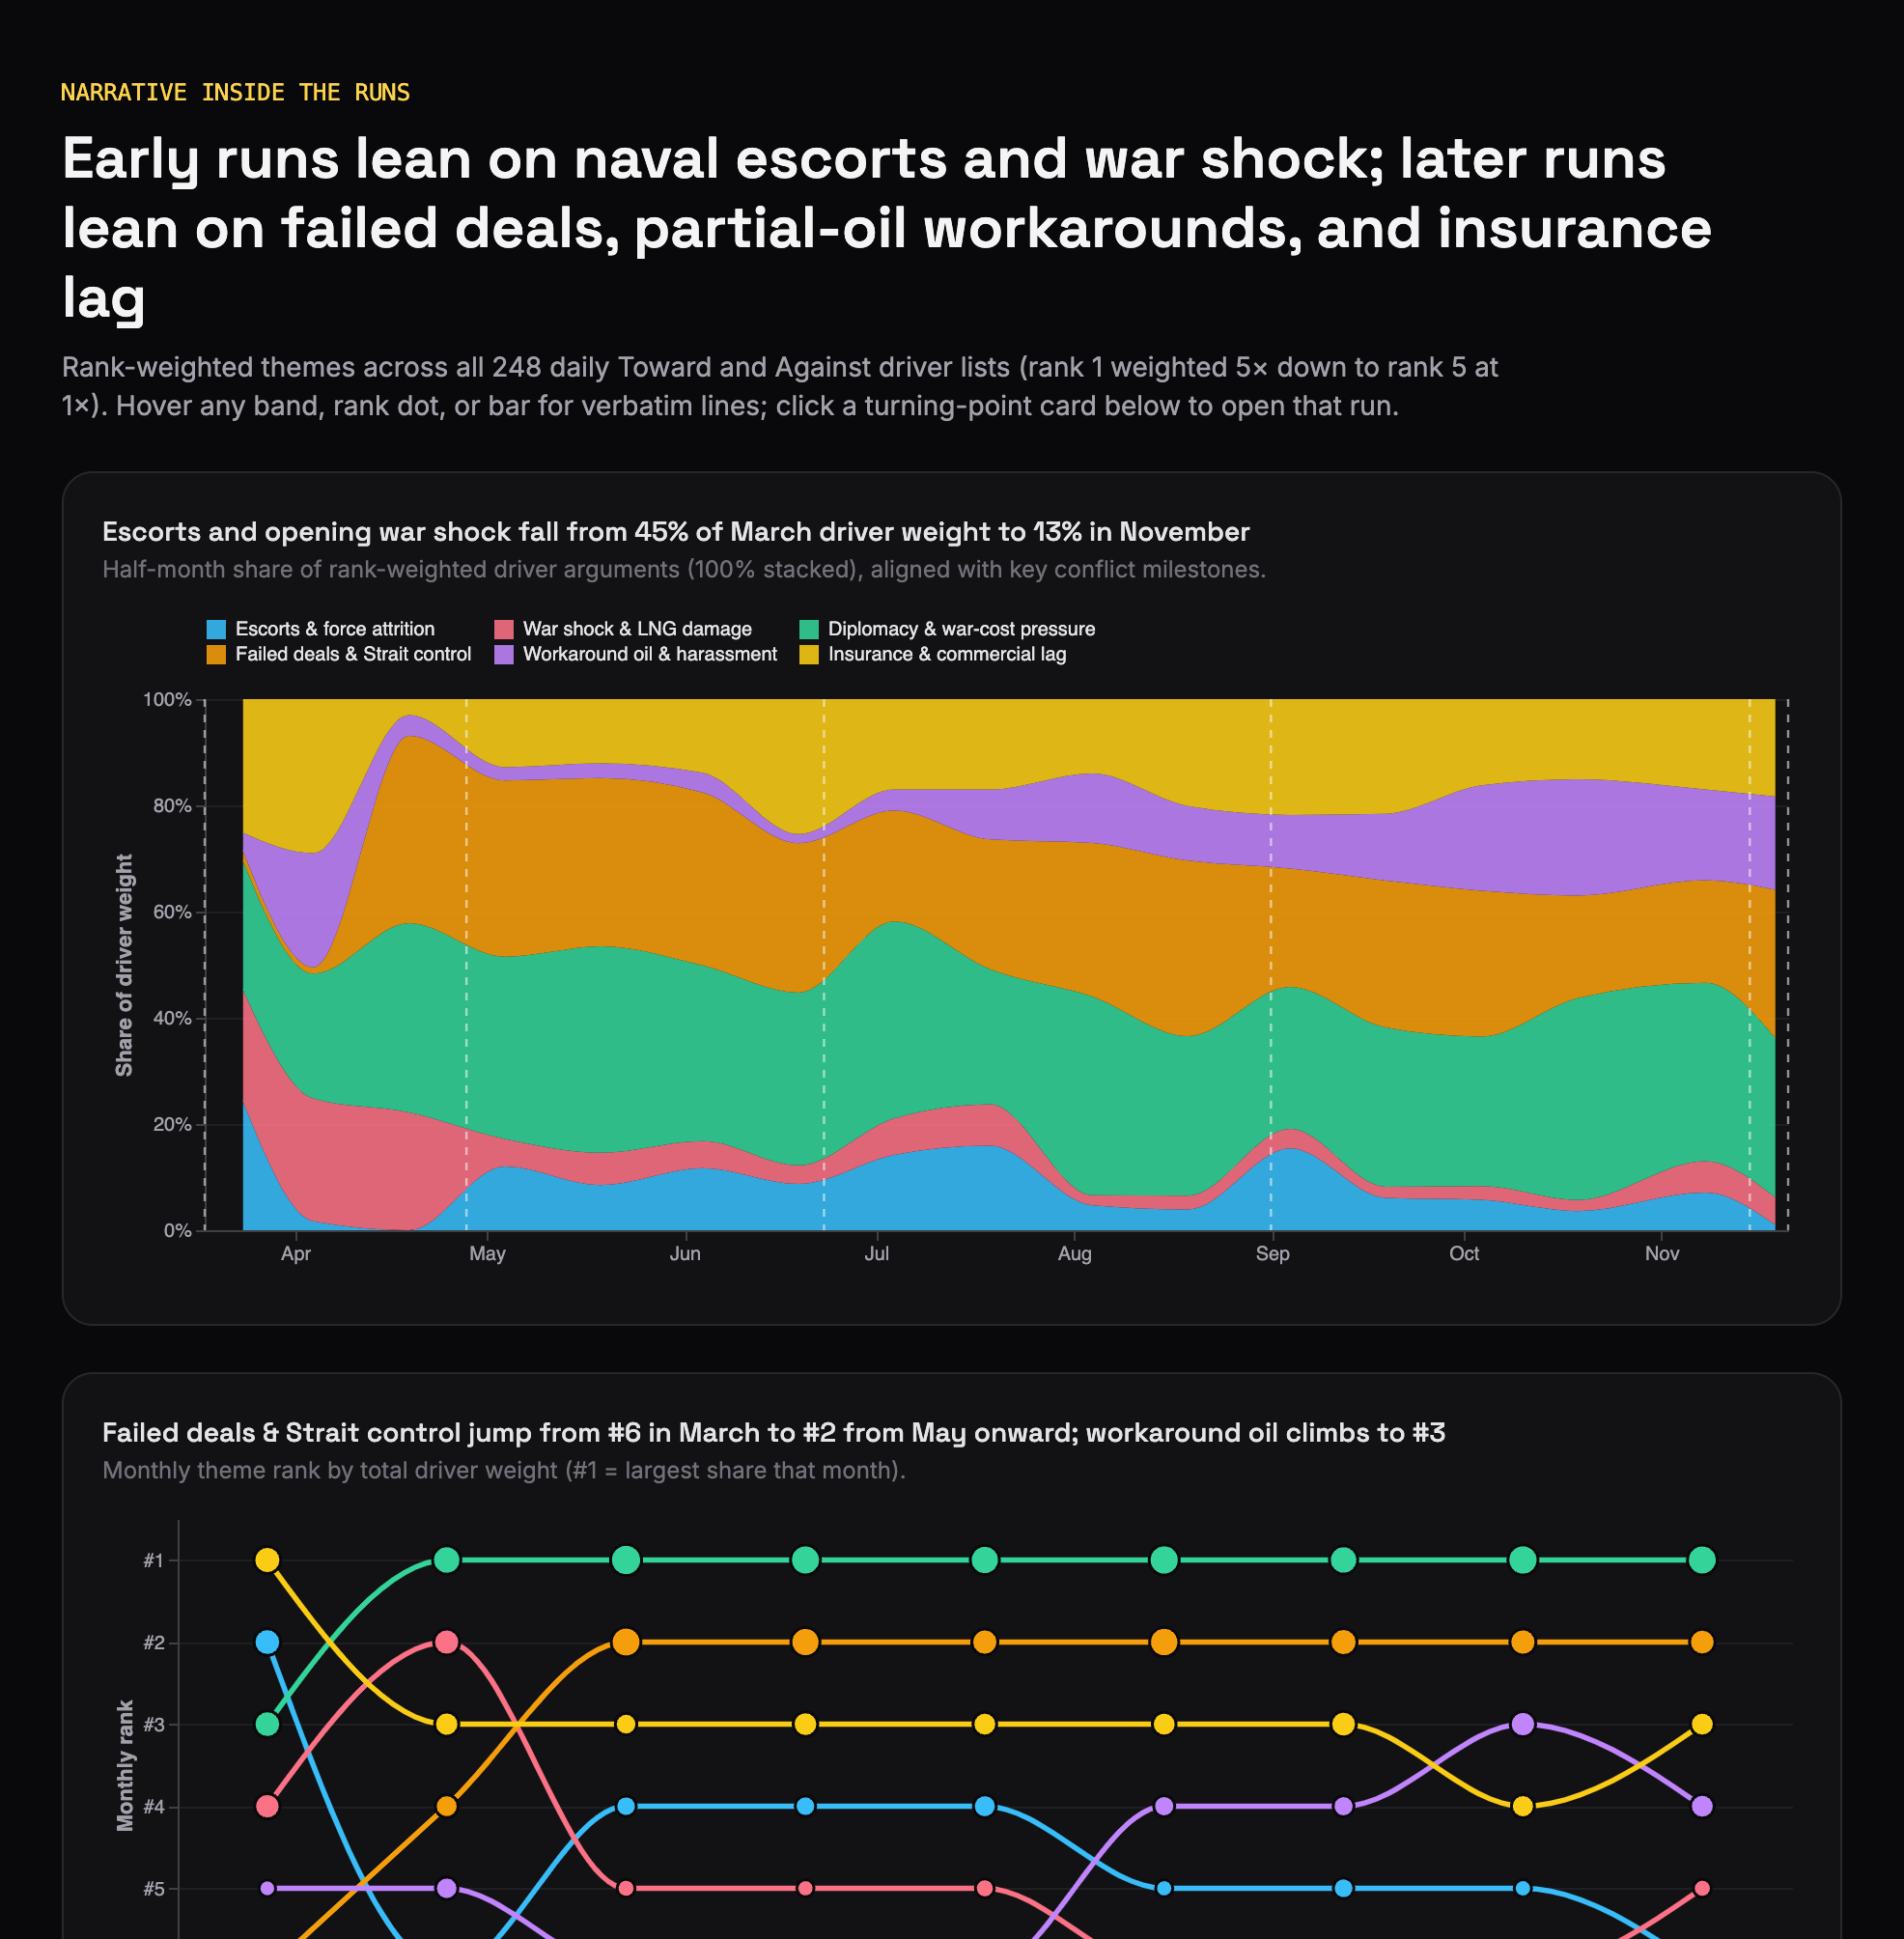 NARRATIVE INSIDE THE RUNS
Early runs lean on naval escorts and war shock; later runs
lean on failed deals, partial-oil workarounds, and insurance
lag
Rank-weighted themes across all 248 daily Toward and Against driver lists (rank 1 weighted 5× down to rank 5 at
1×). Hover any band, rank dot, or bar for verbatim lines; click a turning-point card below to open that run.
Escorts and opening war shock fall from 45% of March driver weight to 13% in November
Half-month share of rank-weighted driver arguments (100% stacked), aligned with key conflict milestones.
Escorts & force attrition War shock & LNG damage Diplomacy & war-cost pressure
Failed deals & Strait control Workaround oil & harassment Insurance & commercial lag
Share of driver weight
100%
80%
60%
40%
20%
0%
Apr May Jun Jul Aug Sep Oct Nov
Failed deals & Strait control jump from #6 in March to #2 from May onward; workaround oil climbs to #3
Monthly theme rank by total driver weight (#1 = largest share that month).
Monthly rank
#1
#2
#3
#4
#5